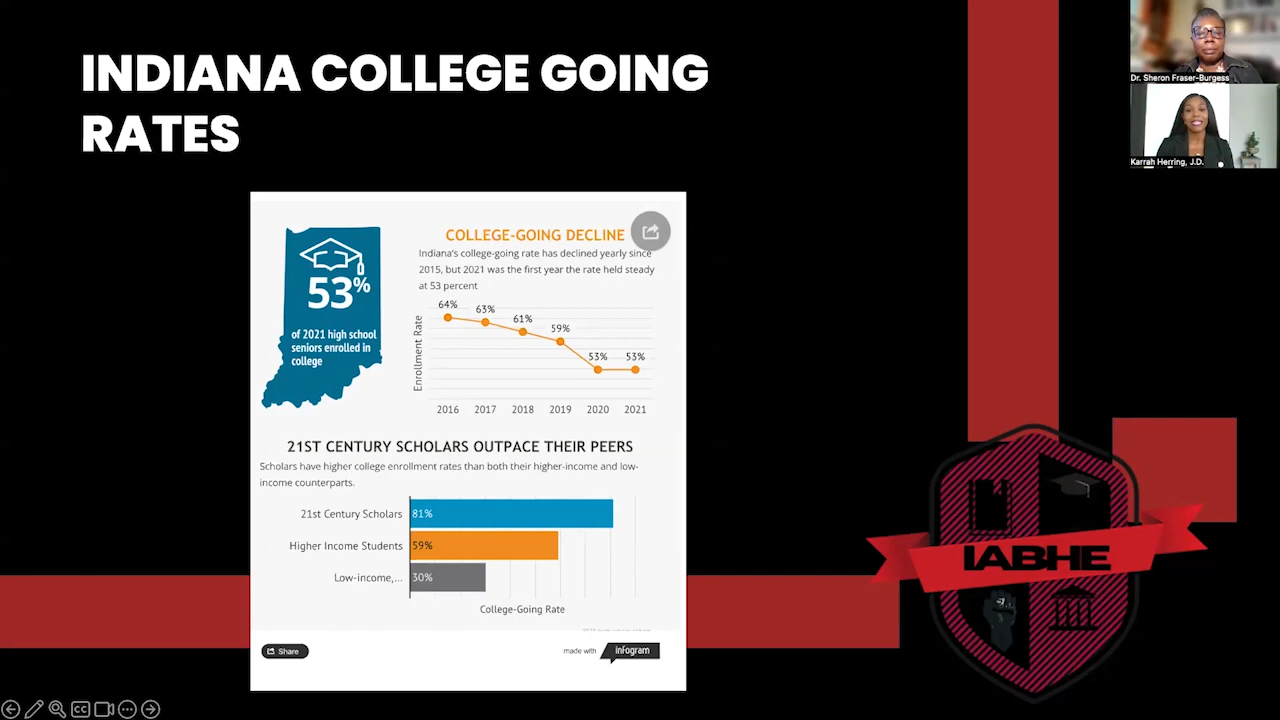 INDIANA COLLEGE GOING
RATES
Dr. Sheron Fraser-Burgess
Karrah Herring, J.D.
53%
of 2021 high school
seniors enrolled in
college
COLLEGE-GOING DECLINE
Indiana's college-going rate has declined yearly since
2015, but 2021 was the first year the rate held steady
at 53 percent
Enrollment Rate
64%
63%
61%
59%
53%
53%
2016
2017
2018
2019
2020
2021
21ST CENTURY SCHOLARS OUTPACE THEIR PEERS
Scholars have higher college enrollment rates than both their higher-income and low-
income counterparts.
21st Century Scholars
81%
Higher Income Students
59%
Low-income,...
30%
College-Going Rate
Share
made with
infogram
IABHE
CC